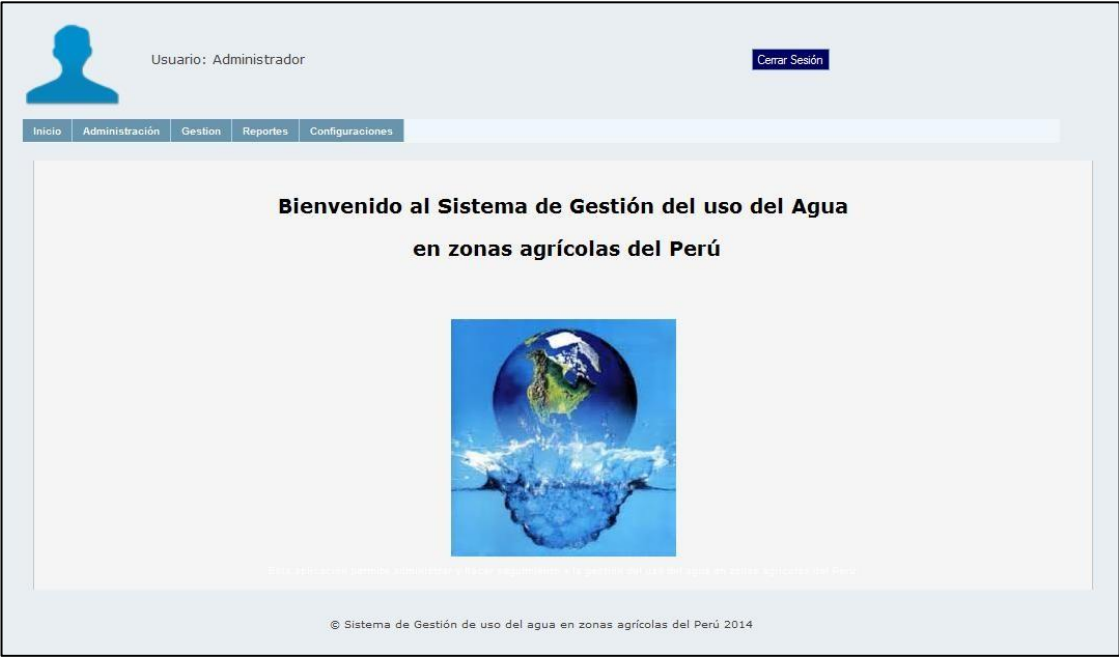 Usuario: Administrador
Cerrar Sesión
Inicio Administración Gestion Reportes Configuraciones
Bienvenido al Sistema de Gestión del uso del Agua
en zonas agrícolas del Perú
© Sistema de Gestión de uso del agua en zonas agrícolas del Perú 2014